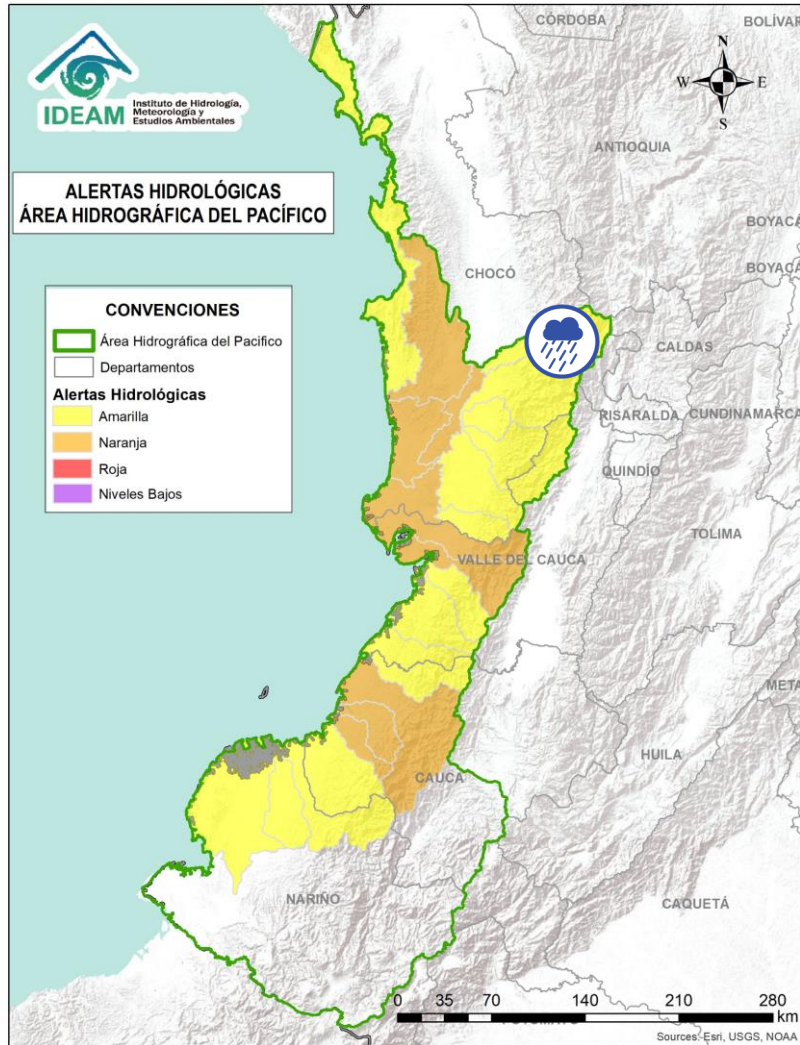 CÓRDOBA
BOLÍVAR
N
W
E
S
IDEAM
Instituto de Hidrología,
Meteorología y
Estudios Ambientales
ANTIOQUIA
ALERTAS HIDROLÓGICAS
ÁREA HIDROGRÁFICA DEL PACÍFICO
BOYACÁ
BOYACÁ
CHOCÓ
CONVENCIONES
Área Hidrográfica del Pacifico
Departamentos
Alertas Hidrológicas
Amarilla
Naranja
Roja
Niveles Bajos
CALDAS
RISARALDA
CUNDINAMARCA
QUINDÍO
TOLIMA
VALLE DEL CAUCA
META
HUILA
CAUCA
NARIÑO
CAQUETÁ
0 35 70 140 210 280
km
Sources: Esri, USGS, NOAA